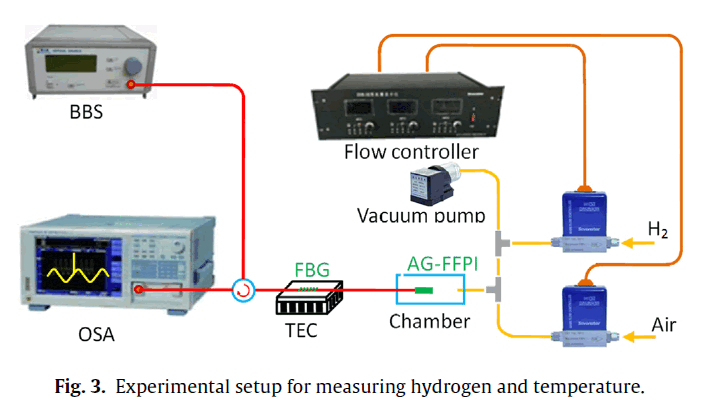 BBS
Flow controller
Vacuum pump
H₂
FBG
AG-FFPI
OSA
TEC
Chamber
Air
Fig. 3. Experimental setup for measuring hydrogen and temperature.